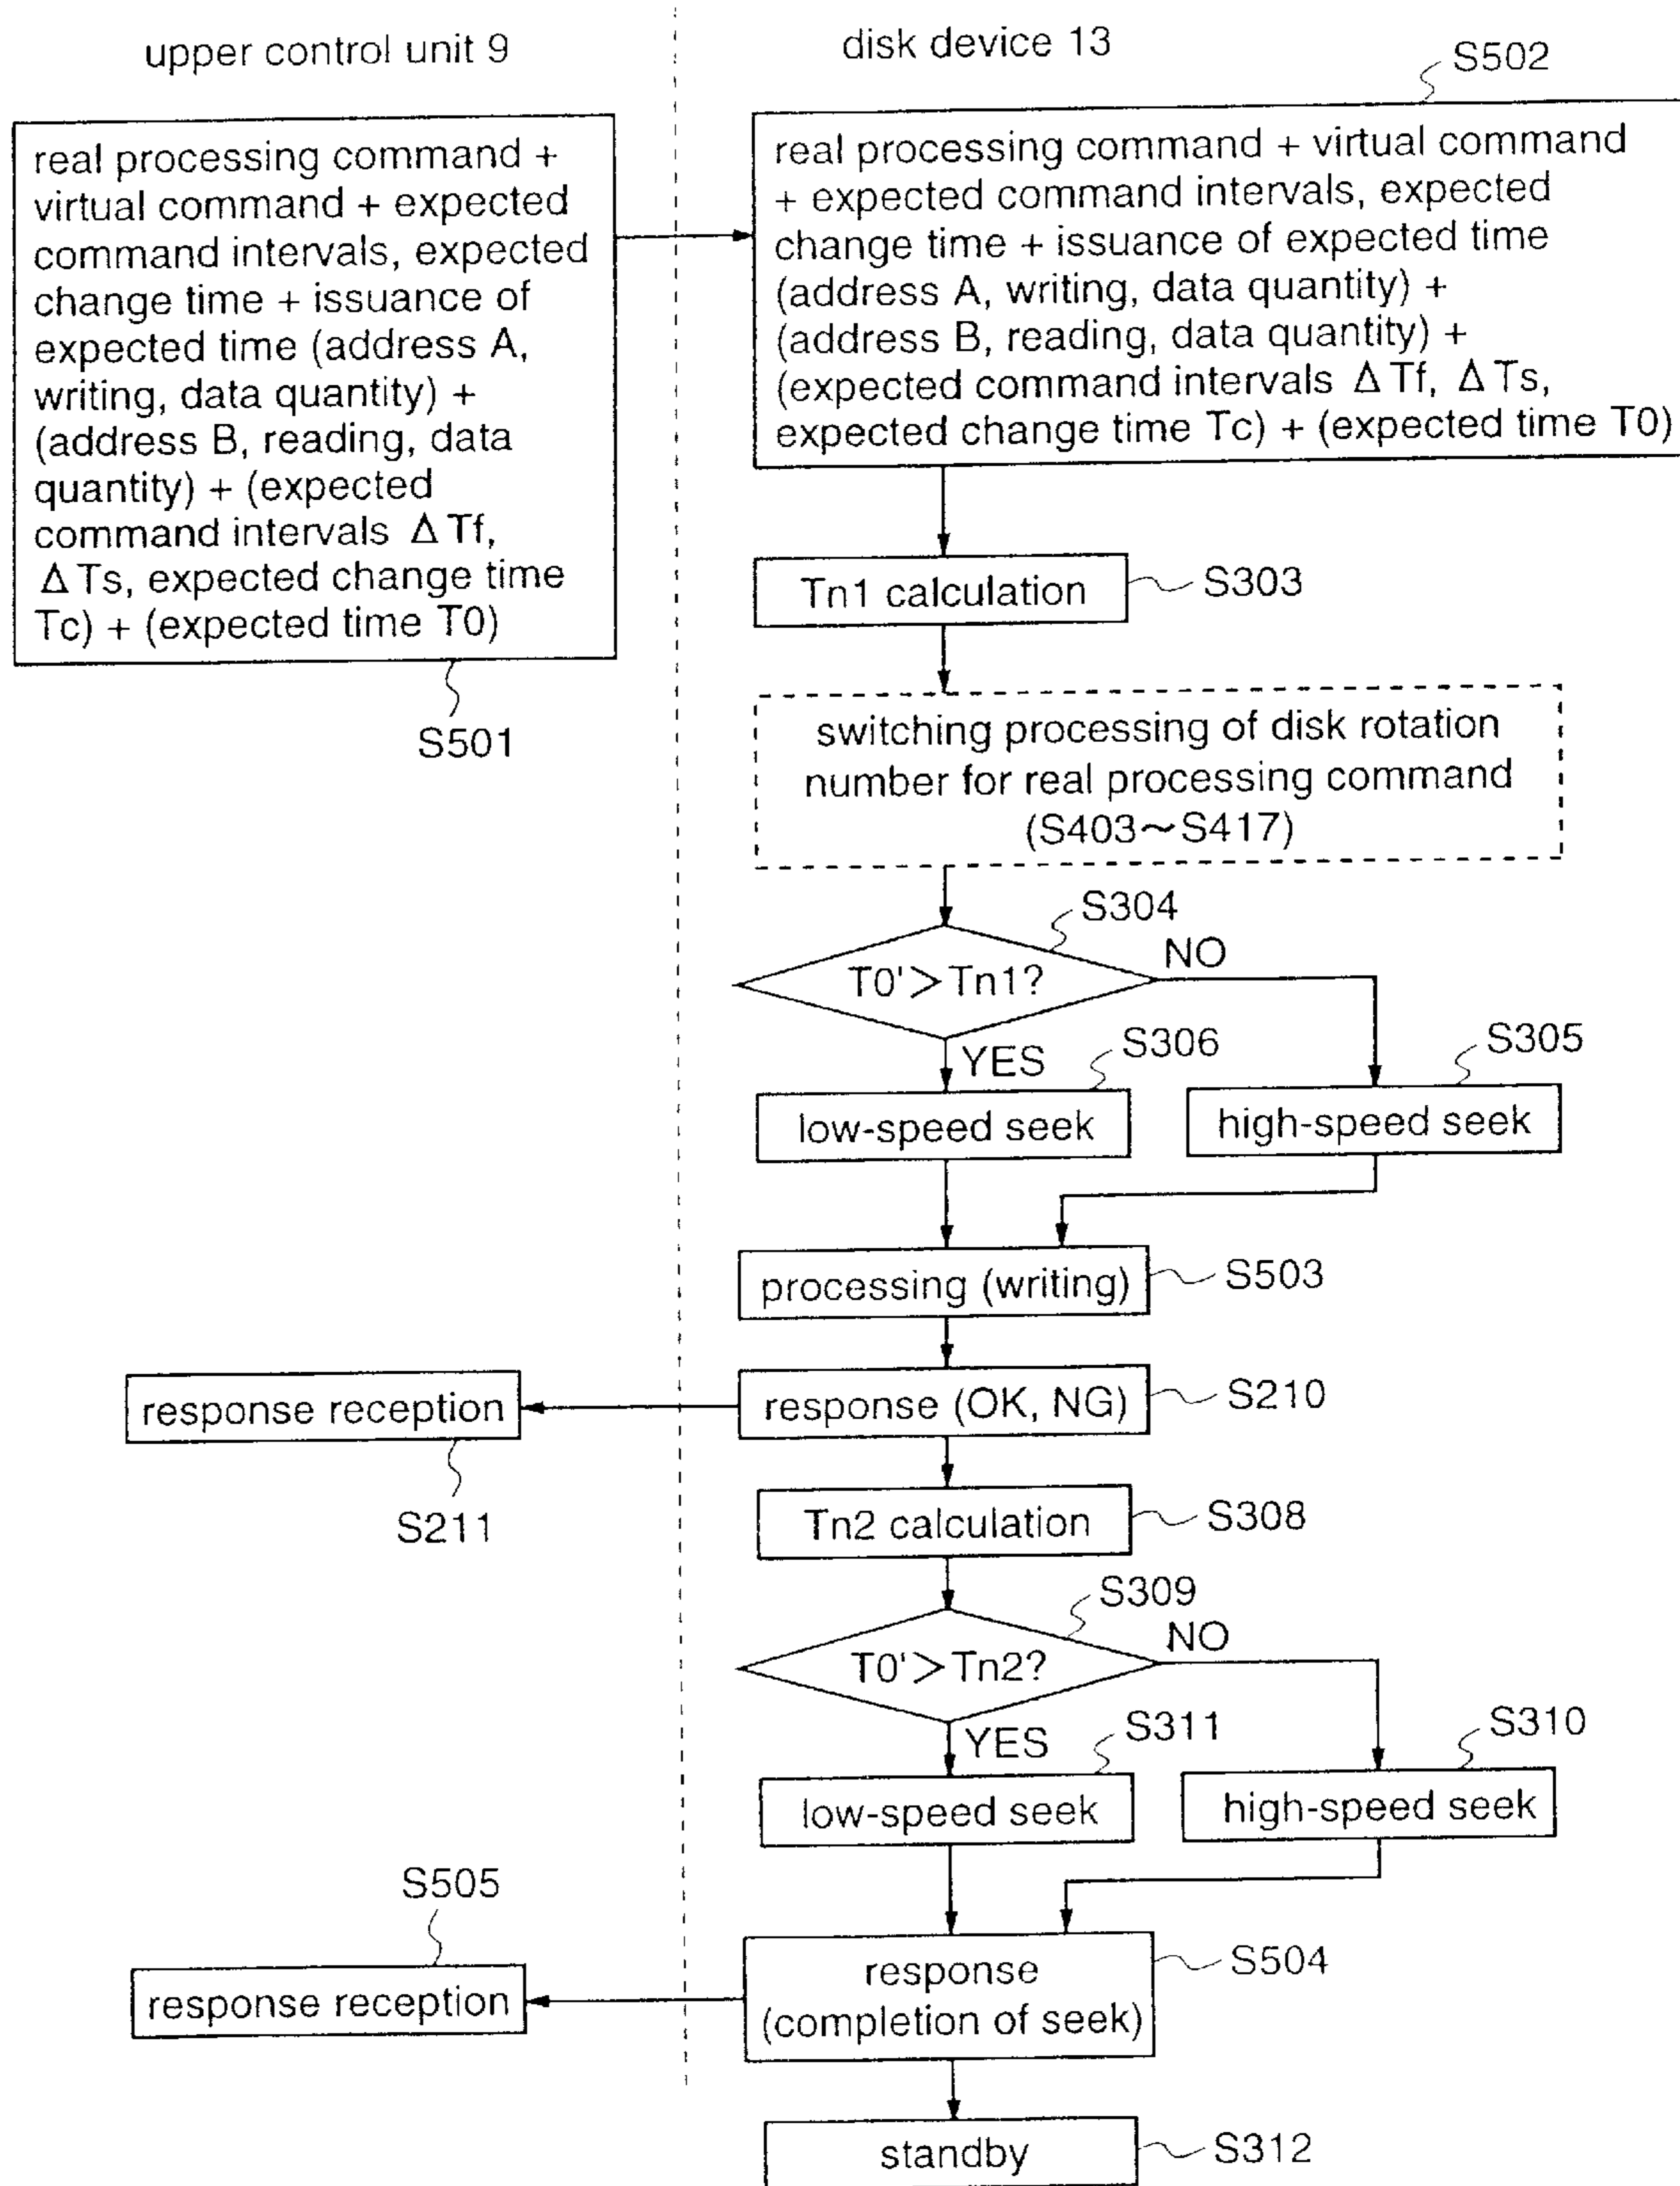 upper control unit 9
disk device 13
S502
real processing command +
virtual command + expected
command intervals, expected
change time + issuance of
expected time (address A,
writing, data quantity) +
(address B, reading, data
quantity) + (expected
command intervals ΔTf,
ΔTs, expected change time
Tc) + (expected time T0)
S501
real processing command + virtual command
+ expected command intervals, expected
change time + issuance of expected time
(address A, writing, data quantity) +
(address B, reading, data quantity) +
(expected command intervals ΔTf, ΔTs,
expected change time Tc) + (expected time T0)
Tn1 calculation
S303
switching processing of disk rotation
number for real processing command
(S403~S417)
S304
T0'>Tn1?
NO
YES
S306
S305
low-speed seek
high-speed seek
processing (writing)
S503
response reception
S211
response (OK, NG)
S210
Tn2 calculation
S308
S309
T0'>Tn2?
NO
YES
S311
S310
low-speed seek
high-speed seek
S505
response reception
response
(completion of seek)
S504
standby
S312